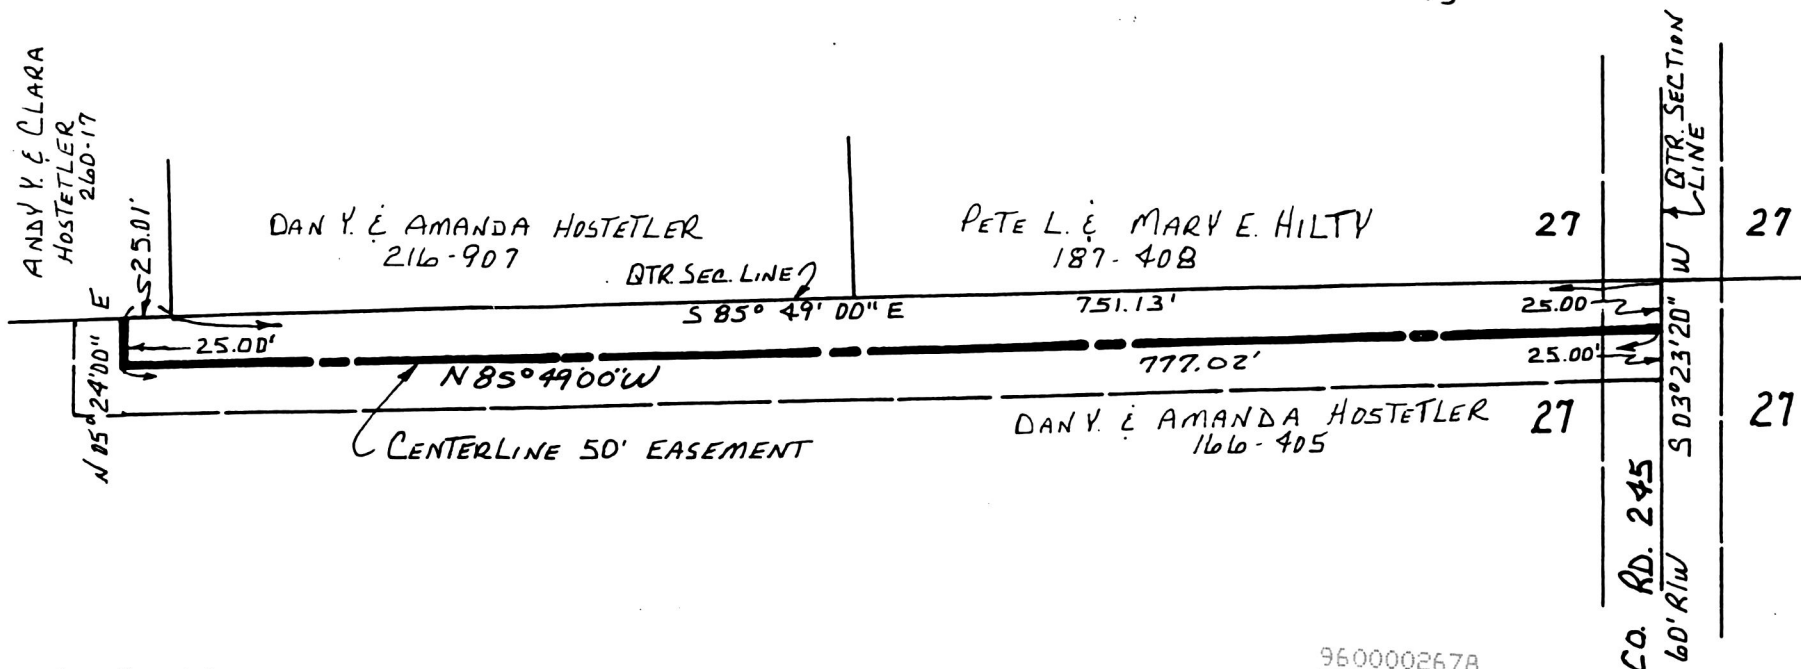 ANDY Y. & CLARA
HOSTETLER
260-17
25.01'
DAN Y. & AMANDA HOSTETLER
216-907
PETE L. & MARY E. HILTY
187-408
27
QTR. SECTION
LINE
27
QTR. SEC. LINE
S 85° 49' 00" E
751.13'
25.00
N 05° 24' 00" E
25.00'
N 85° 49' 00" W
777.02'
25.00'
S 03° 23' 20" W
CENTERLINE 50' EASEMENT
DAN Y. & AMANDA HOSTETLER
166-405
27
27
CO. RD. 245
60' R/W
960000267A